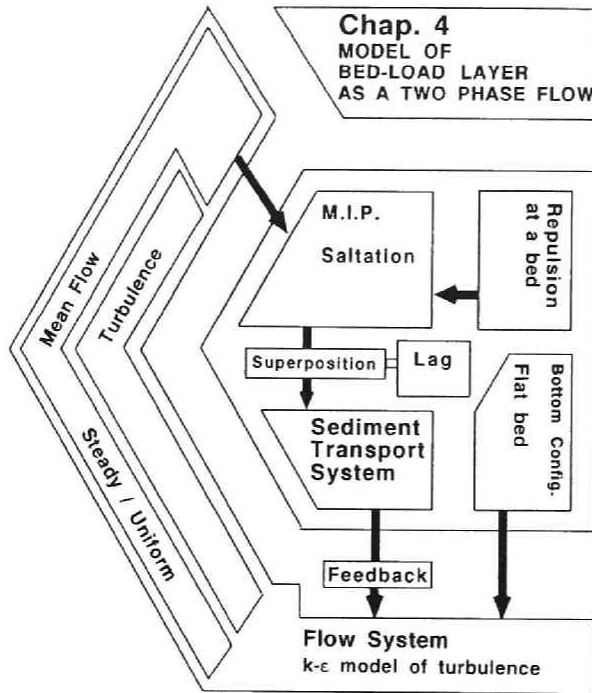 Chap. 4
MODEL OF
BED-LOAD LAYER
AS A TWO PHASE FLOW
Mean Flow
Turbulence
Steady / Uniform
M.I.P.
Saltation
Repulsion
at a bed
Superposition
Lag
Sediment
Transport
System
Bottom Config.
Flat bed
Feedback
Flow System
k-ε model of turbulence